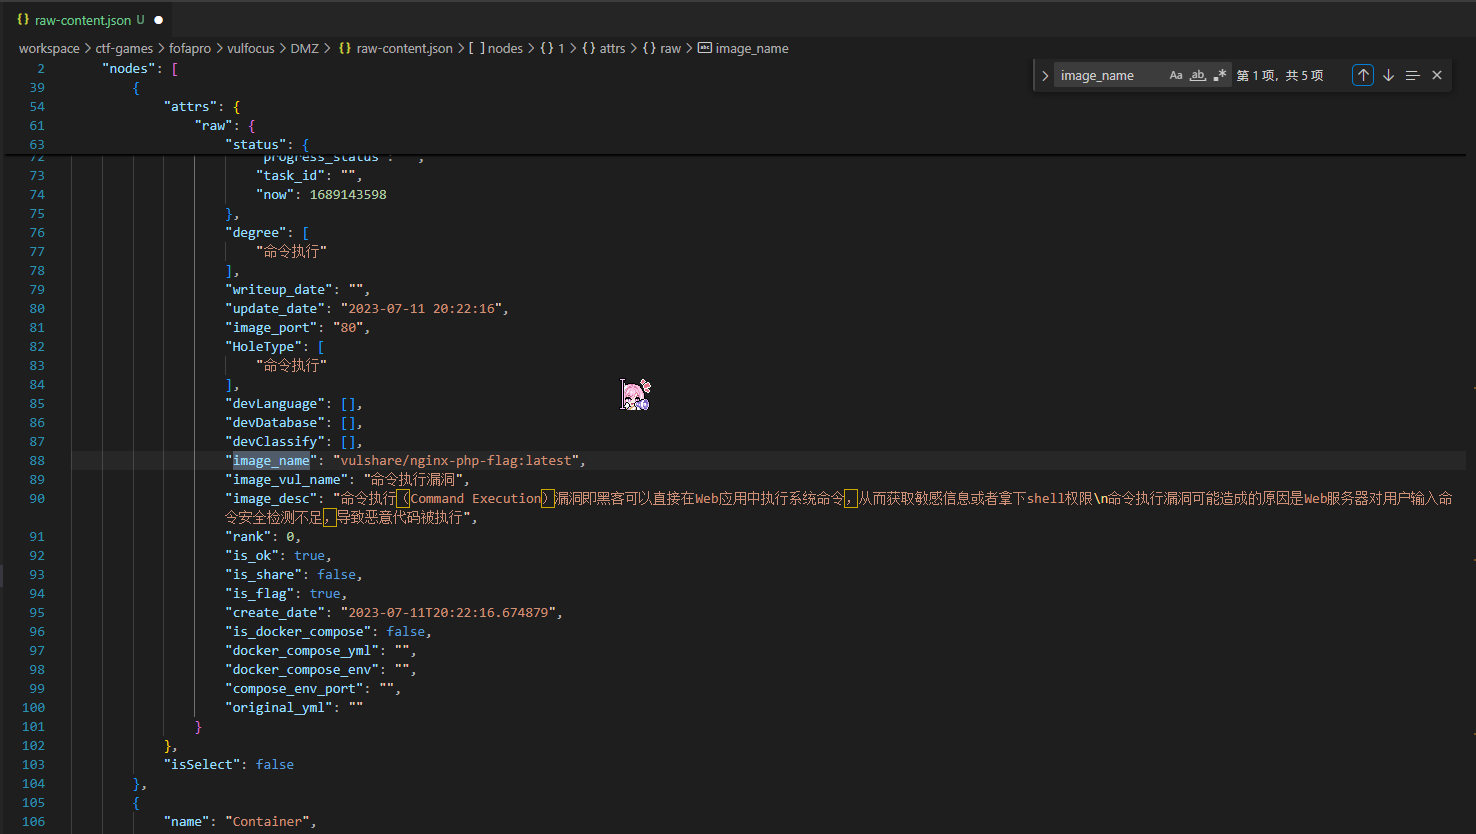 {} raw-content.json U ●
workspace > ctf-games > fofapro > vulfocus > DMZ > {} raw-content.json > [ ] nodes > {} 1 > {} attrs > {} raw > image_name
image_name Aa ab .* 第 1 项，共 5 项
2 "nodes": [
39 {
54 "attrs": {
61 "raw": {
63 "status": {
72 "progress_status": "",
73 "task_id": "",
74 "now": 1689143598
75 },
76 "degree": [
77 "命令执行"
78 ],
79 "writeup_date": "",
80 "update_date": "2023-07-11 20:22:16",
81 "image_port": "80",
82 "HoleType": [
83 "命令执行"
84 ],
85 "devLanguage": [],
86 "devDatabase": [],
87 "devClassify": [],
88 "image_name": "vulshare/nginx-php-flag:latest",
89 "image_vul_name": "命令执行漏洞",
90 "image_desc": "命令执行（Command Execution）漏洞即黑客可以直接在Web应用中执行系统命令，从而获取敏感信息或者拿下shell权限\n命令执行漏洞可能造成的原因是Web服务器对用户输入命
令安全检测不足，导致恶意代码被执行",
91 "rank": 0,
92 "is_ok": true,
93 "is_share": false,
94 "is_flag": true,
95 "create_date": "2023-07-11T20:22:16.674879",
96 "is_docker_compose": false,
97 "docker_compose_yml": "",
98 "docker_compose_env": "",
99 "compose_env_port": "",
100 "original_yml": ""
101 }
102 },
103 "isSelect": false
104 },
105 {
106 "name": "Container",